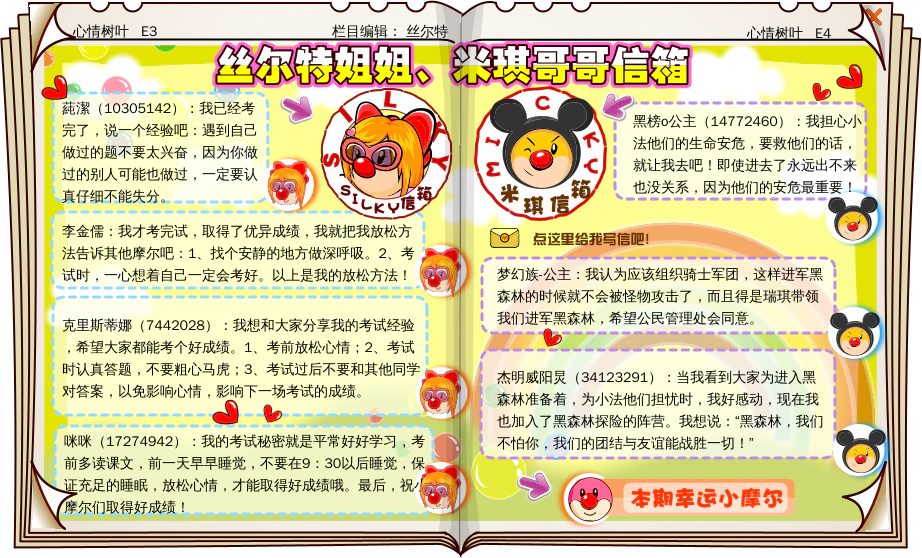 心情树叶 E3
栏目编辑： 丝尔特
心情树叶 E4
丝尔特姐姐、米琪哥哥信箱
莼潔（10305142）：我已经考
完了，说一个经验吧：遇到自己
做过的题不要太兴奋，因为你做
过的别人可能也做过，一定要认
真仔细不能失分。
SILKY
SILKY信箱
李金儒：我才考完试，取得了优异成绩，我就把我放松方
法告诉其他摩尔吧：1、找个安静的地方做深呼吸。2、考
试时，一心想着自己一定会考好。以上是我的放松方法！
克里斯蒂娜（7442028）：我想和大家分享我的考试经验
，希望大家都能考个好成绩。1、考前放松心情；2、考试
时认真答题，不要粗心马虎；3、考试过后不要和其他同学
对答案，以免影响心情，影响下一场考试的成绩。
咪咪（17274942）：我的考试秘密就是平常好好学习，考
前多读课文，前一天早早睡觉，不要在9：30以后睡觉，保
证充足的睡眠，放松心情，才能取得好成绩哦。最后，祝小
摩尔们取得好成绩！
MICKY
米琪信箱
黑榜o公主（14772460）：我担心小
法他们的生命安危，要救他们的话，
就让我去吧！即使进去了永远出不来
也没关系，因为他们的安危最重要！
点这里给我写信吧！
梦幻族-公主：我认为应该组织骑士军团，这样进军黑
森林的时候就不会被怪物攻击了，而且得是瑞琪带领
我们进军黑森林，希望公民管理处会同意。
杰明威阳炅（34123291）：当我看到大家为进入黑
森林准备着，为小法他们担忧时，我好感动，现在我
也加入了黑森林探险的阵营。我想说：“黑森林，我们
不怕你，我们的团结与友谊能战胜一切！”
本期幸运小摩尔